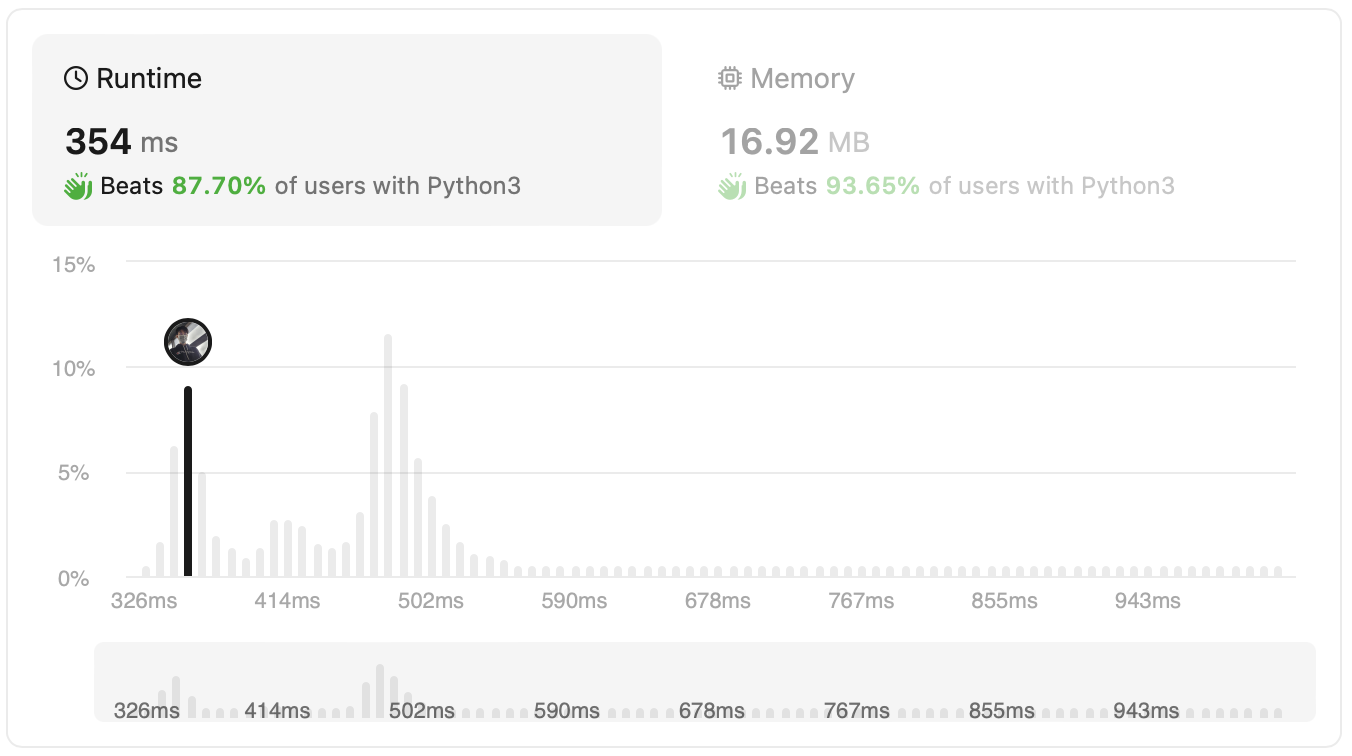 Runtime
354 ms
Beats 87.70% of users with Python3
Memory
16.92 MB
Beats 93.65% of users with Python3
15%
10%
5%
0%
326ms 414ms 502ms 590ms 678ms 767ms 855ms 943ms
326ms 414ms 502ms 590ms 678ms 767ms 855ms 943ms